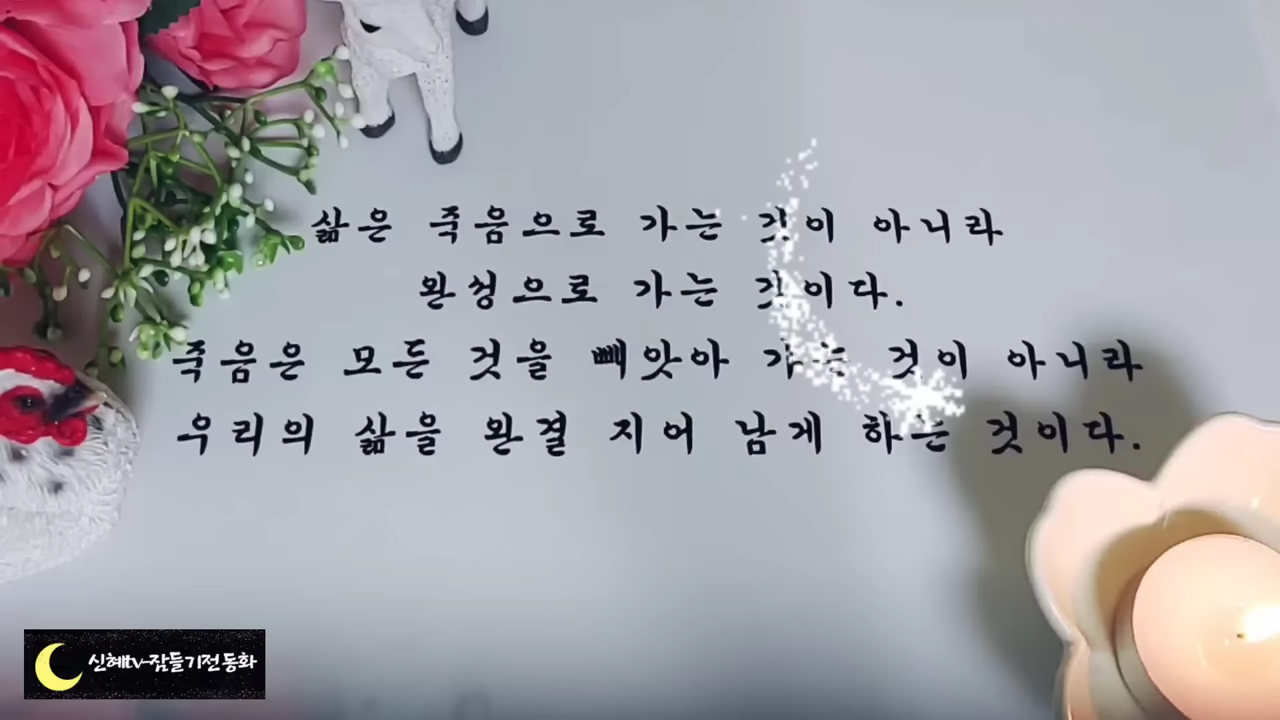 삶은 죽음으로 가는 것이 아니라
완성으로 가는 것이다.
죽음은 모든 것을 빼앗아 가는 것이 아니라
우리의 삶을 완결 지어 남게 하는 것이다.
신혜tv-잠들기전 동화